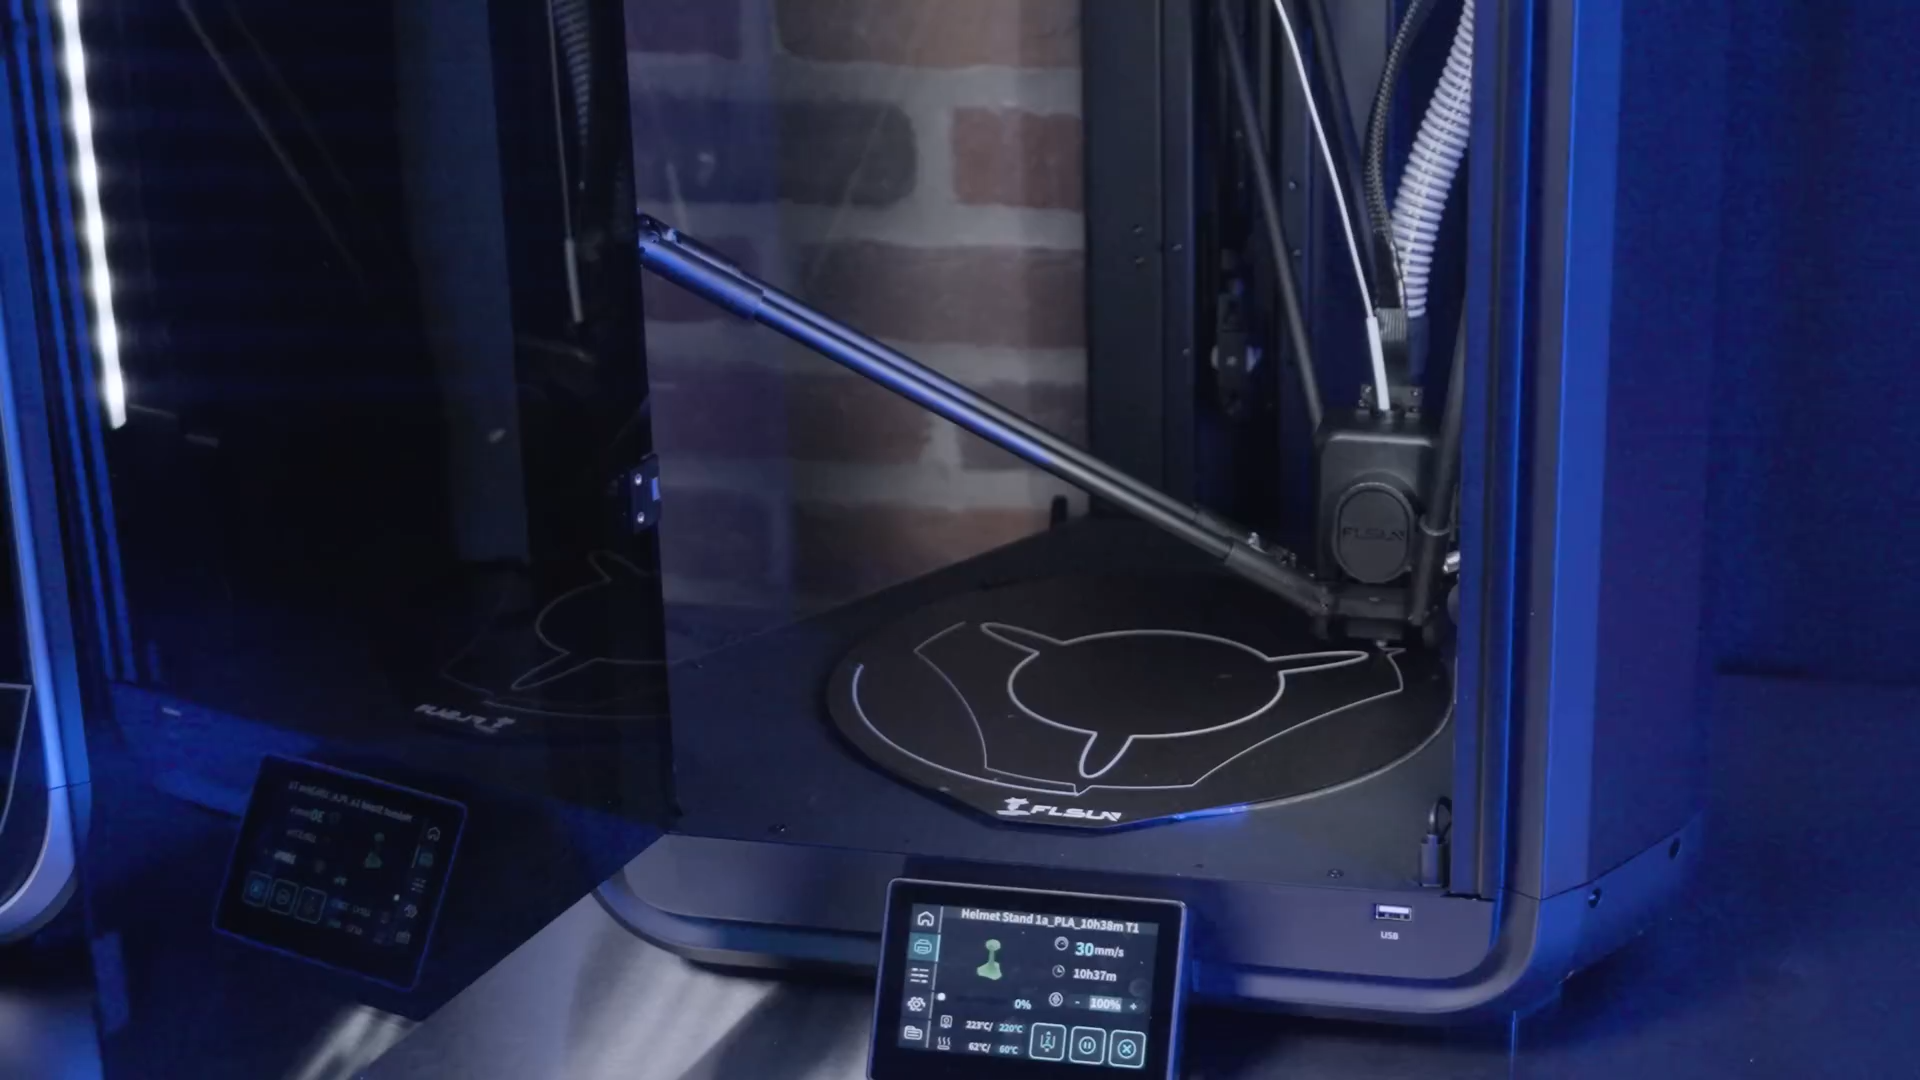 FLSUN
FLSUN
Helmet Stand 1a_PLA_10h38m T1
30mm/s
10h37m
0%
- 100% +
223℃/ 220℃
62℃/ 60℃
USB